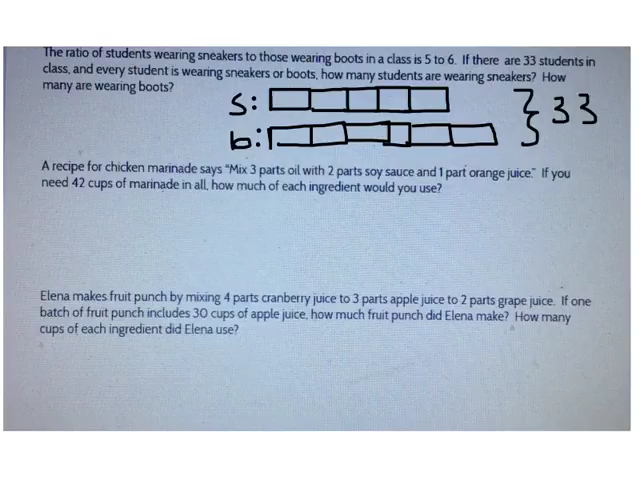 The ratio of students wearing sneakers to those wearing boots in a class is 5 to 6. If there are 33 students in
class, and every student is wearing sneakers or boots, how many students are wearing sneakers? How
many are wearing boots?
s:
33
b:
A recipe for chicken marinade says "Mix 3 parts oil with 2 parts soy sauce and 1 part orange juice." If you
need 42 cups of marinade in all, how much of each ingredient would you use?
Elena makes fruit punch by mixing 4 parts cranberry juice to 3 parts apple juice to 2 parts grape juice. If one
batch of fruit punch includes 30 cups of apple juice, how much fruit punch did Elena make? How many
cups of each ingredient did Elena use?